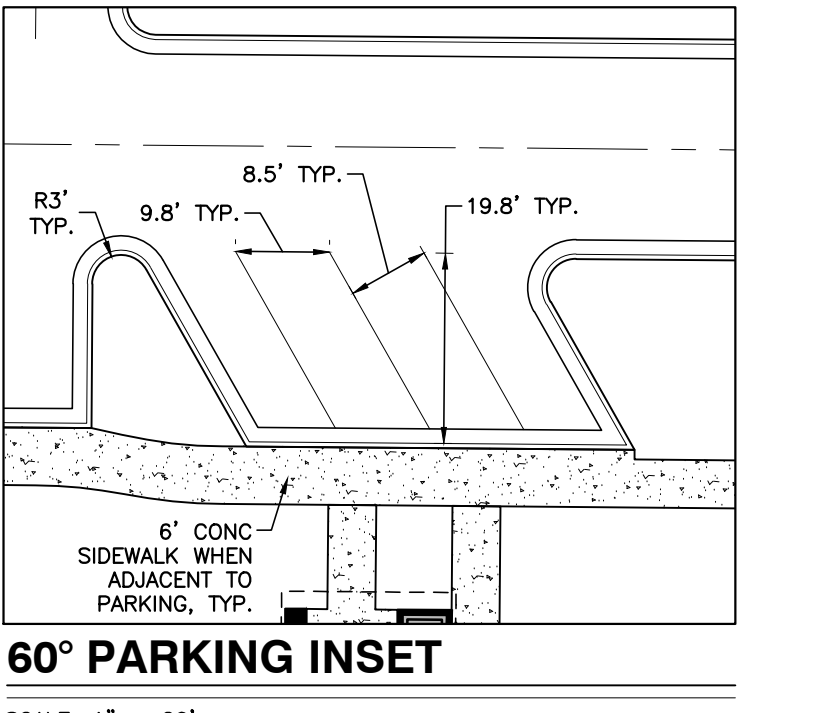 8.5' TYP.
R3'
TYP.
9.8' TYP.
19.8' TYP.
6' CONC
SIDEWALK WHEN
ADJACENT TO
PARKING, TYP.
60° PARKING INSET